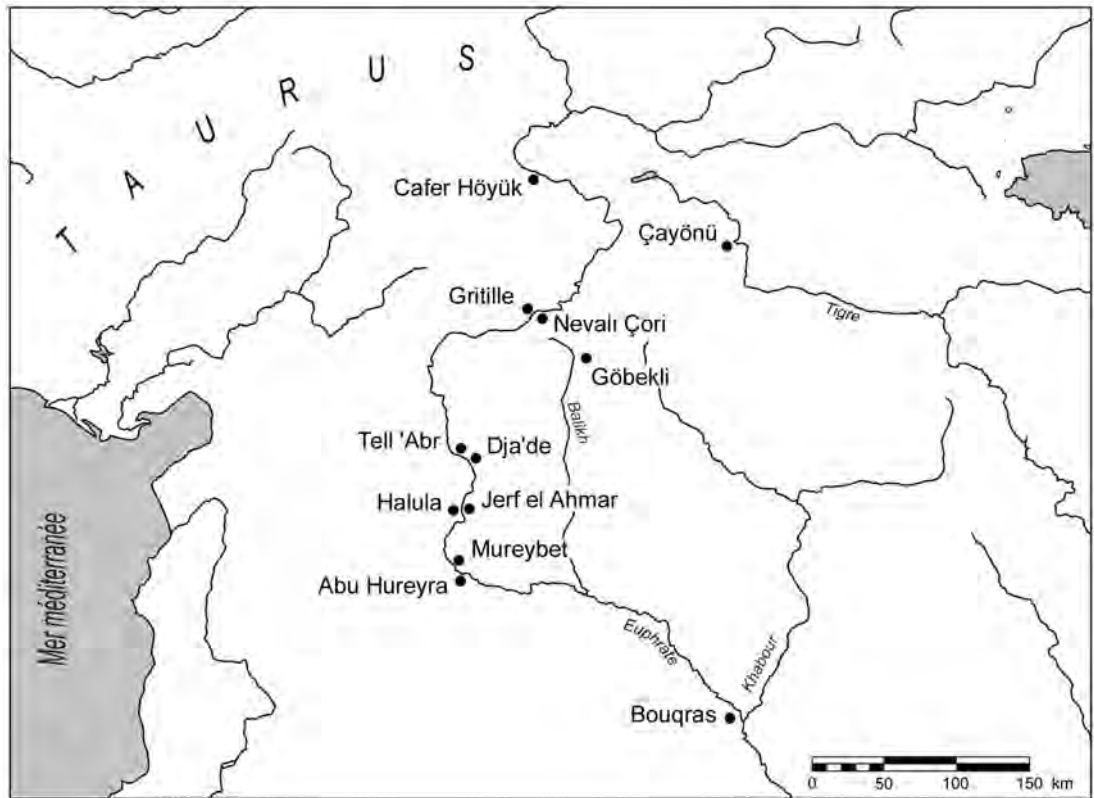 TAURUS
Cafer Höyük
Çayönü
Gritille
Nevalı Çori
Tigre
Göbekli
Balikh
Tell 'Abr
Dja'de
Halula
Jerf el Ahmar
Mureybet
Abu Hureyra
Mer méditerranée
Euphrate
Khabour
Bouqras
0 50 100 150 km